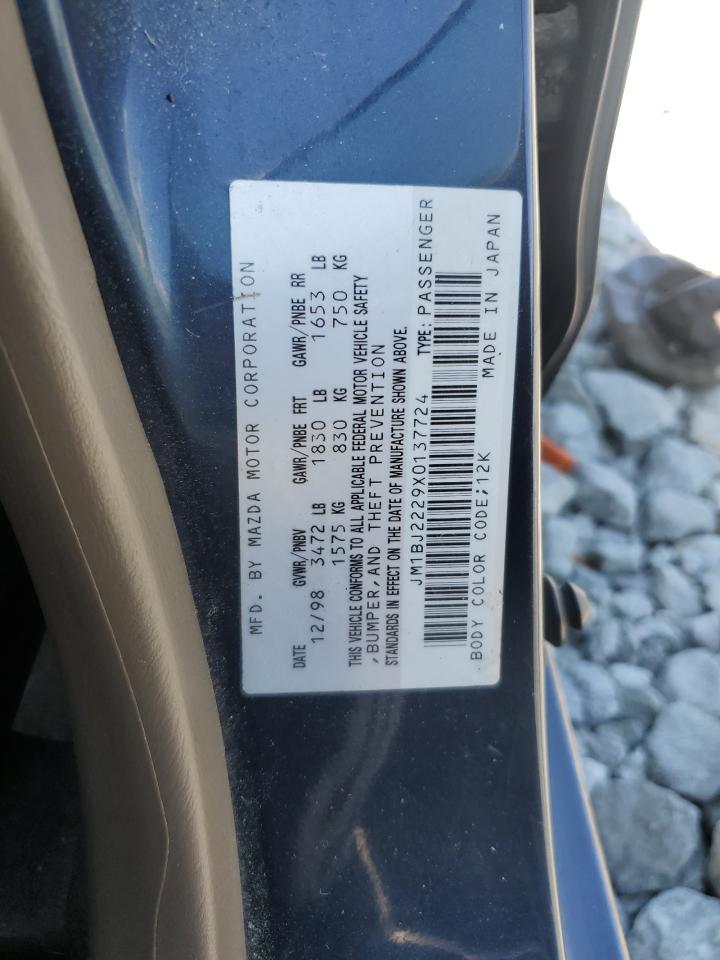 MFD. BY MAZDA MOTOR CORPORATION
DATE GVWR/PNBV GAWR/PNBE FRT GAWR/PNBE RR
12/98 3472 LB 1830 LB 1653 LB
1575 KG 830 KG 750 KG
THIS VEHICLE CONFORMS TO ALL APPLICABLE FEDERAL MOTOR VEHICLE SAFETY
,BUMPER,AND THEFT PREVENTION
STANDARDS IN EFFECT ON THE DATE OF MANUFACTURE SHOWN ABOVE.
JM1BJ2229X0137724 TYPE: PASSENGER
BODY COLOR CODE;12K MADE IN JAPAN